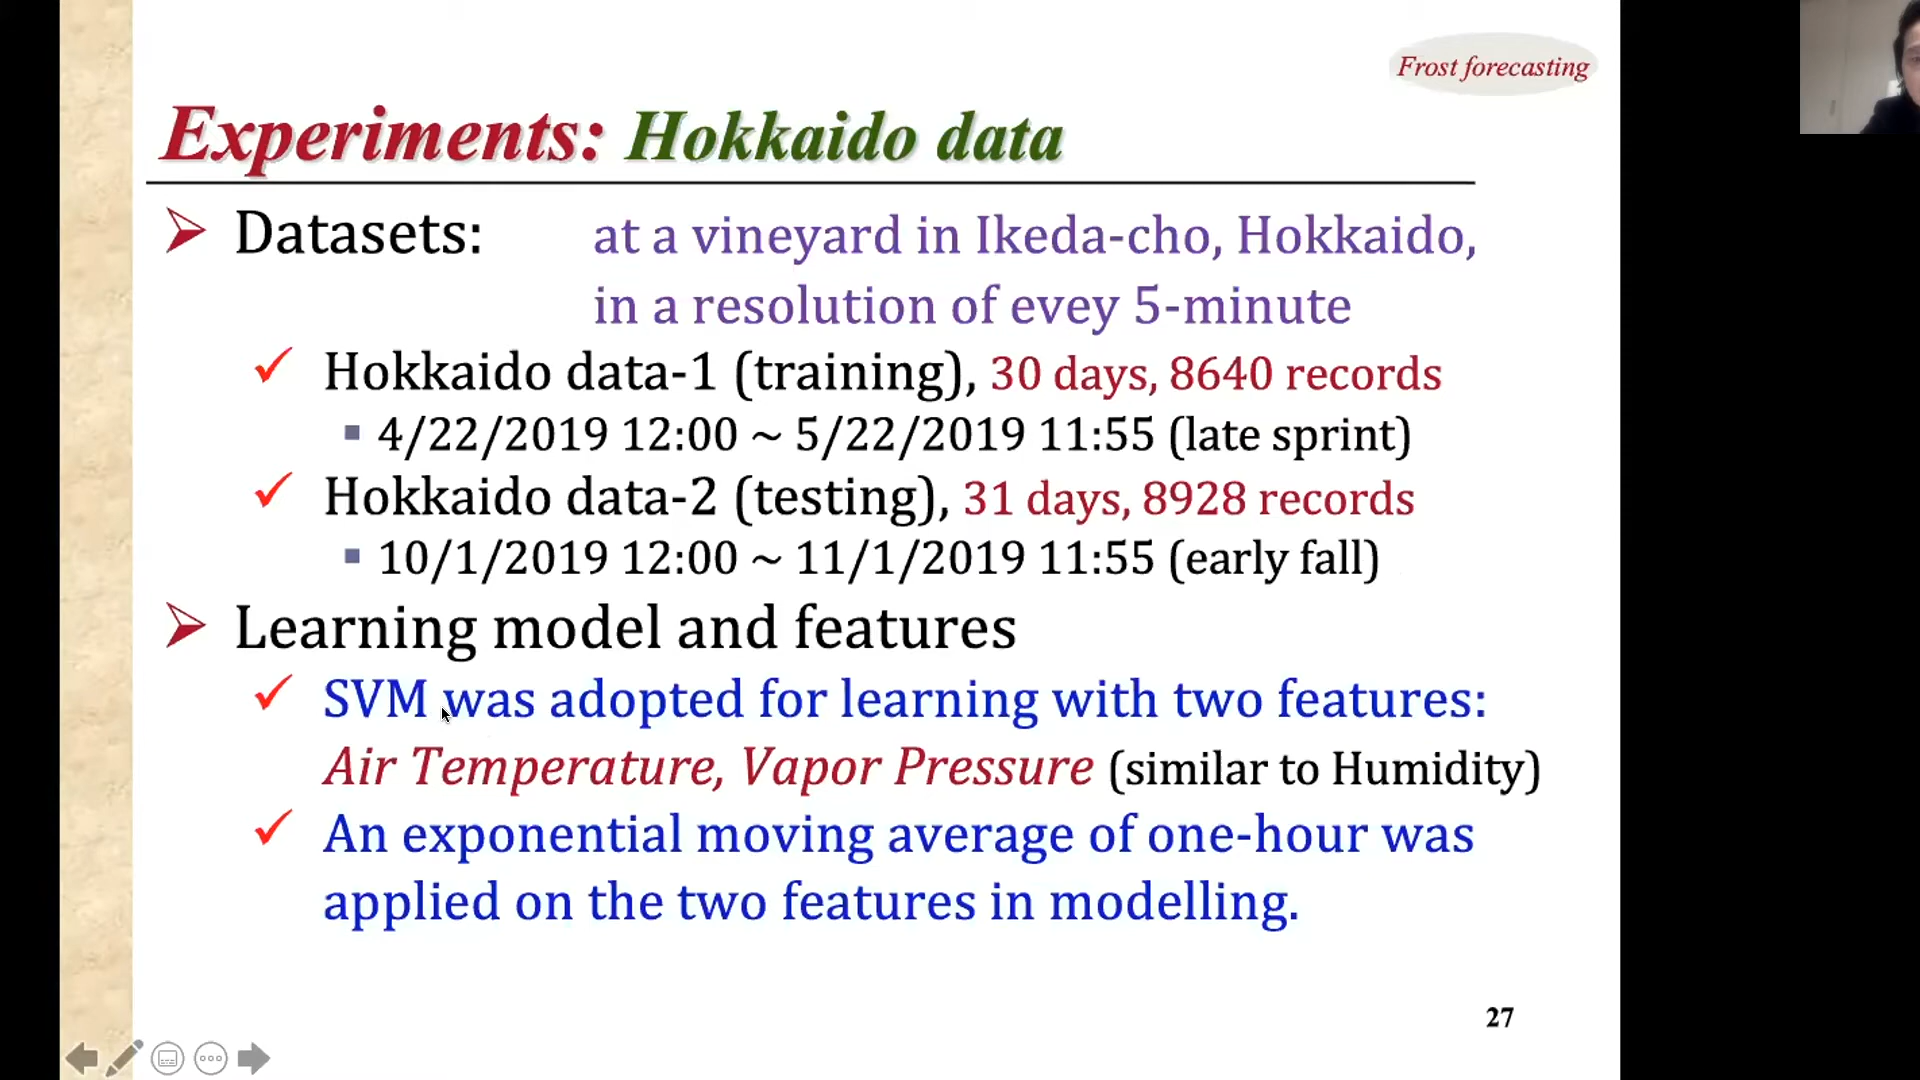 Frost forecasting
Experiments: Hokkaido data
Datasets: at a vineyard in Ikeda-cho, Hokkaido,
in a resolution of evey 5-minute
Hokkaido data-1 (training), 30 days, 8640 records
4/22/2019 12:00 ~ 5/22/2019 11:55 (late sprint)
Hokkaido data-2 (testing), 31 days, 8928 records
10/1/2019 12:00 ~ 11/1/2019 11:55 (early fall)
Learning model and features
SVM was adopted for learning with two features:
Air Temperature, Vapor Pressure (similar to Humidity)
An exponential moving average of one-hour was
applied on the two features in modelling.
27